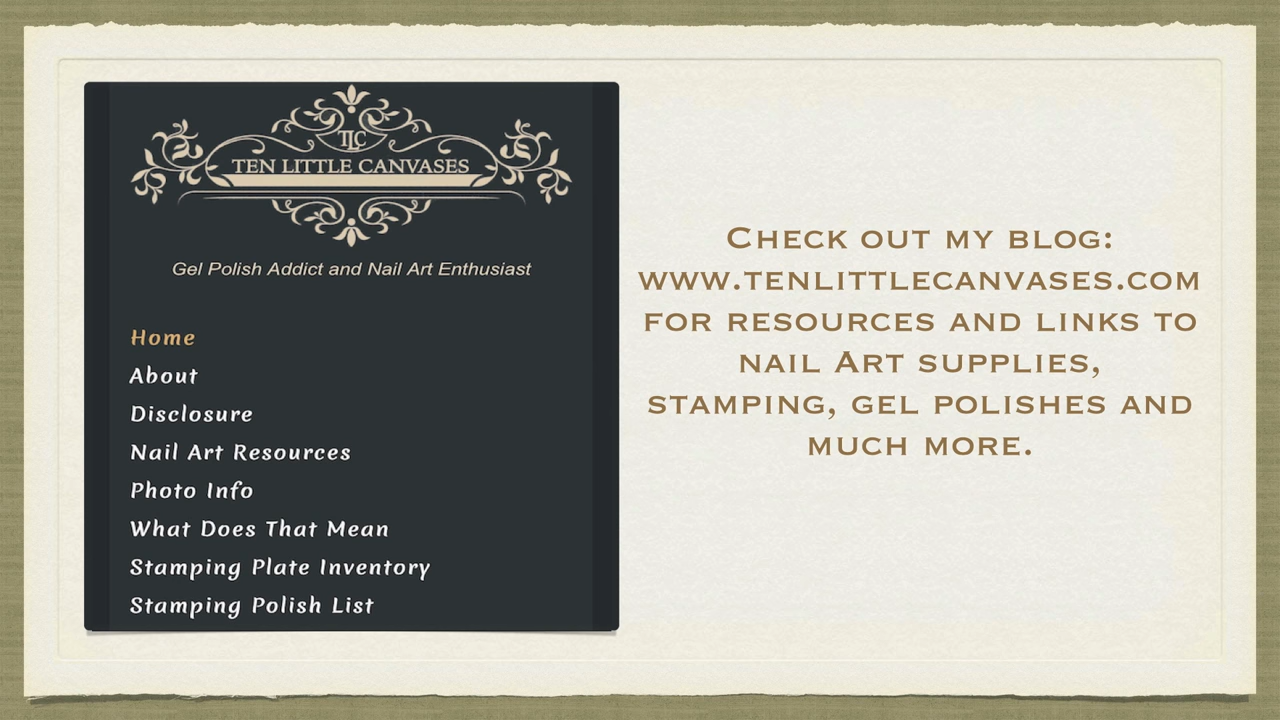 TLC
TEN LITTLE CANVASES
Gel Polish Addict and Nail Art Enthusiast
Home
About
Disclosure
Nail Art Resources
Photo Info
What Does That Mean
Stamping Plate Inventory
Stamping Polish List
Check out my blog:
www.tenlittlecanvases.com
for resources and links to
nail Art supplies,
stamping, gel polishes and
much more.